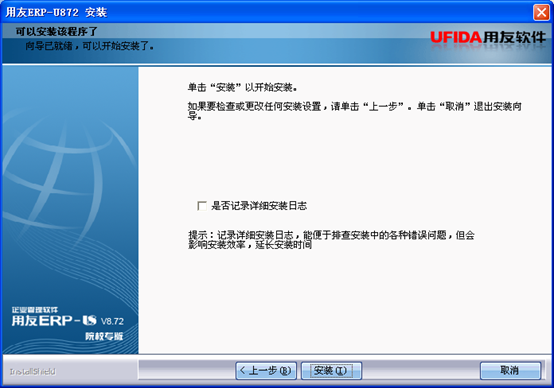 用友ERP-U872 安装
可以安装该程序了
向导已就绪，可以开始安装了。
UFIDA用友软件
单击“安装”以开始安装。
如果要检查或更改任何安装设置，请单击“上一步”。单击“取消”退出安装向
导。
是否记录详细安装日志
提示：记录详细安装日志，能便于排查安装中的各种错误问题，但会
影响安装效率，延长安装时间
企业管理软件
用友ERP-U8 V8.72
院校专版
InstallShield
< 上一步(B)
安装(I)
取消